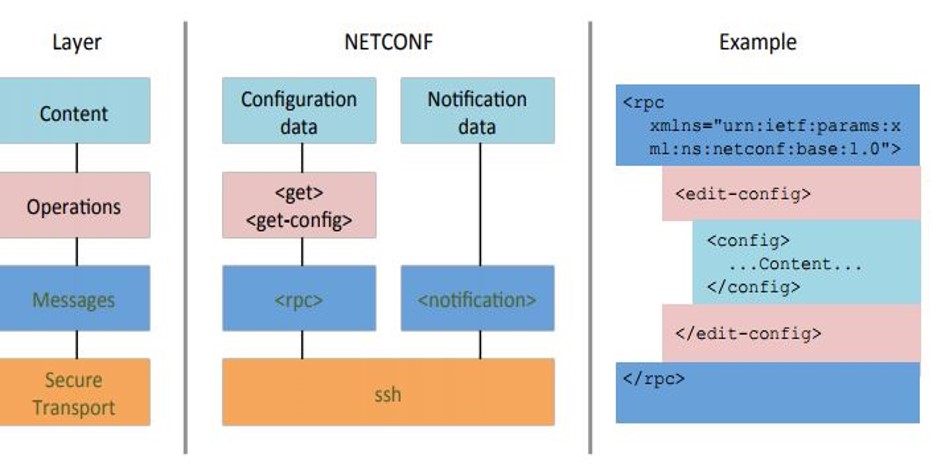 Layer
Content
Operations
Messages
Secure
Transport
NETCONF
Configuration
data
Notification
data
<get>
<get-config>
<rpc>
<notification>
ssh
Example
<rpc
xmlns="urn:ietf:params:x
ml:ns:netconf:base:1.0">
<edit-config>
<config>
...Content...
</config>
</edit-config>
</rpc>